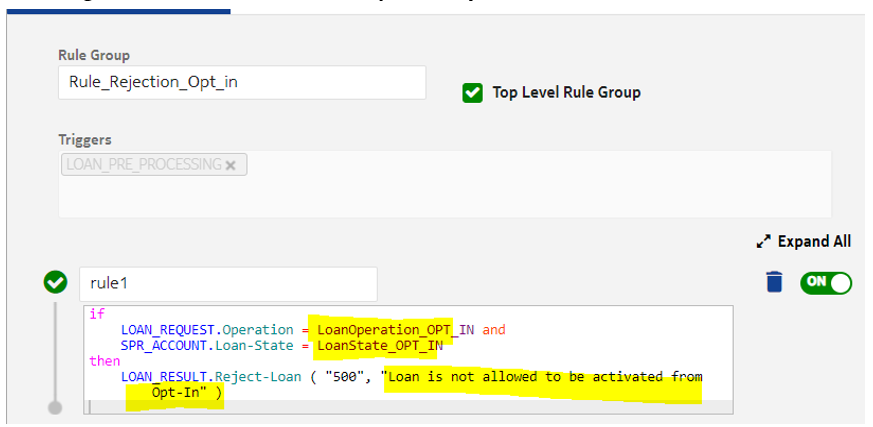 Rule Group
Rule_Rejection_Opt_in
Top Level Rule Group
Triggers
LOAN_PRE_PROCESSING
Expand All
rule1
ON
if
LOAN_REQUEST.Operation = LoanOperation_OPT_IN and
SPR_ACCOUNT.Loan-State = LoanState_OPT_IN
then
LOAN_RESULT.Reject-Loan ( "500", "Loan is not allowed to be activated from
Opt-In" )